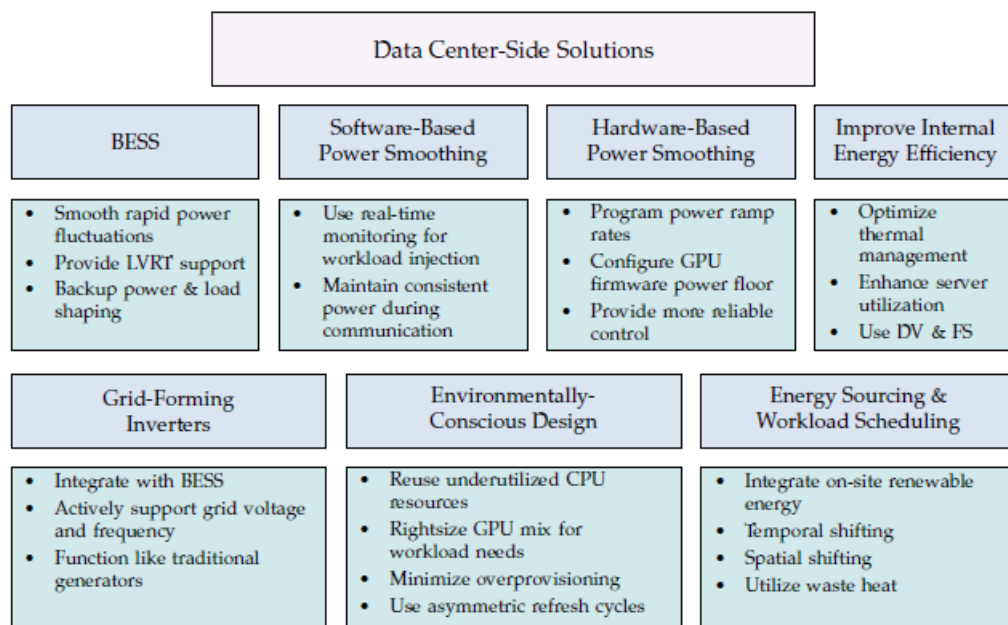 Data Center-Side Solutions
BESS
Software-Based
Power Smoothing
Hardware-Based
Power Smoothing
Improve Internal
Energy Efficiency
• Smooth rapid power
fluctuations
• Provide LVRT support
• Backup power & load
shaping
• Use real-time
monitoring for
workload injection
• Maintain consistent
power during
communication
• Program power ramp
rates
• Configure GPU
firmware power floor
• Provide more reliable
control
• Optimize
thermal
management
• Enhance server
utilization
• Use DV & FS
Grid-Forming
Inverters
Environmentally-
Conscious Design
Energy Sourcing &
Workload Scheduling
• Integrate with BESS
• Actively support grid voltage
and frequency
• Function like traditional
generators
• Reuse underutilized CPU
resources
• Rightsize GPU mix for
workload needs
• Minimize overprovisioning
• Use asymmetric refresh cycles
• Integrate on-site renewable
energy
• Temporal shifting
• Spatial shifting
• Utilize waste heat